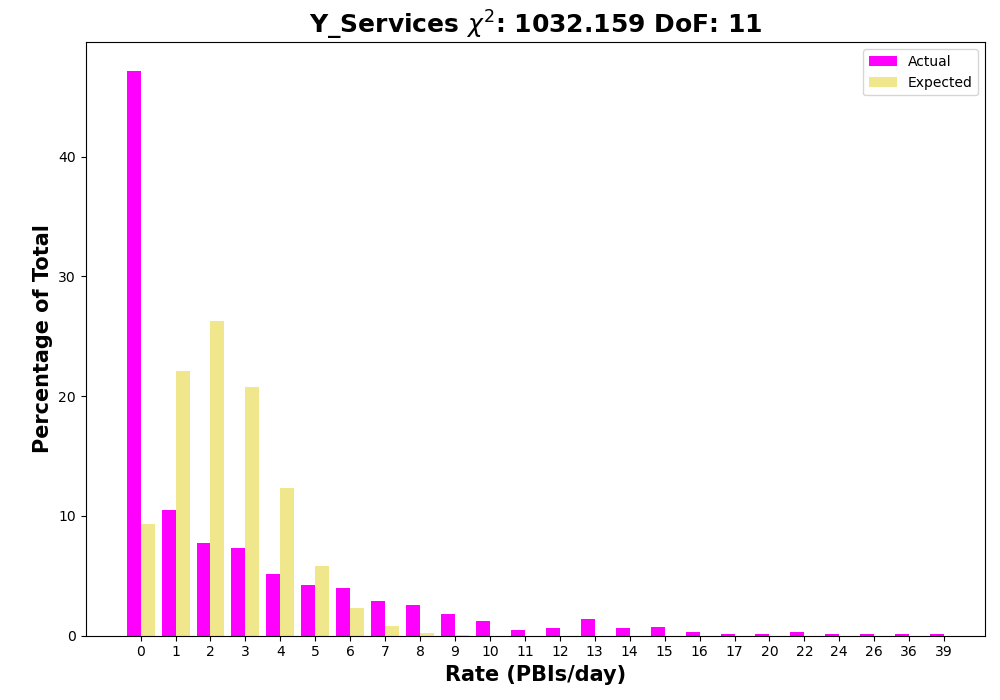 Y_Services χ²: 1032.159 DoF: 11
Actual
Expected
Percentage of Total
40
30
20
10
0
0 1 2 3 4 5 6 7 8 9 10 11 12 13 14 15 16 17 20 22 24 26 36 39
Rate (PBIs/day)